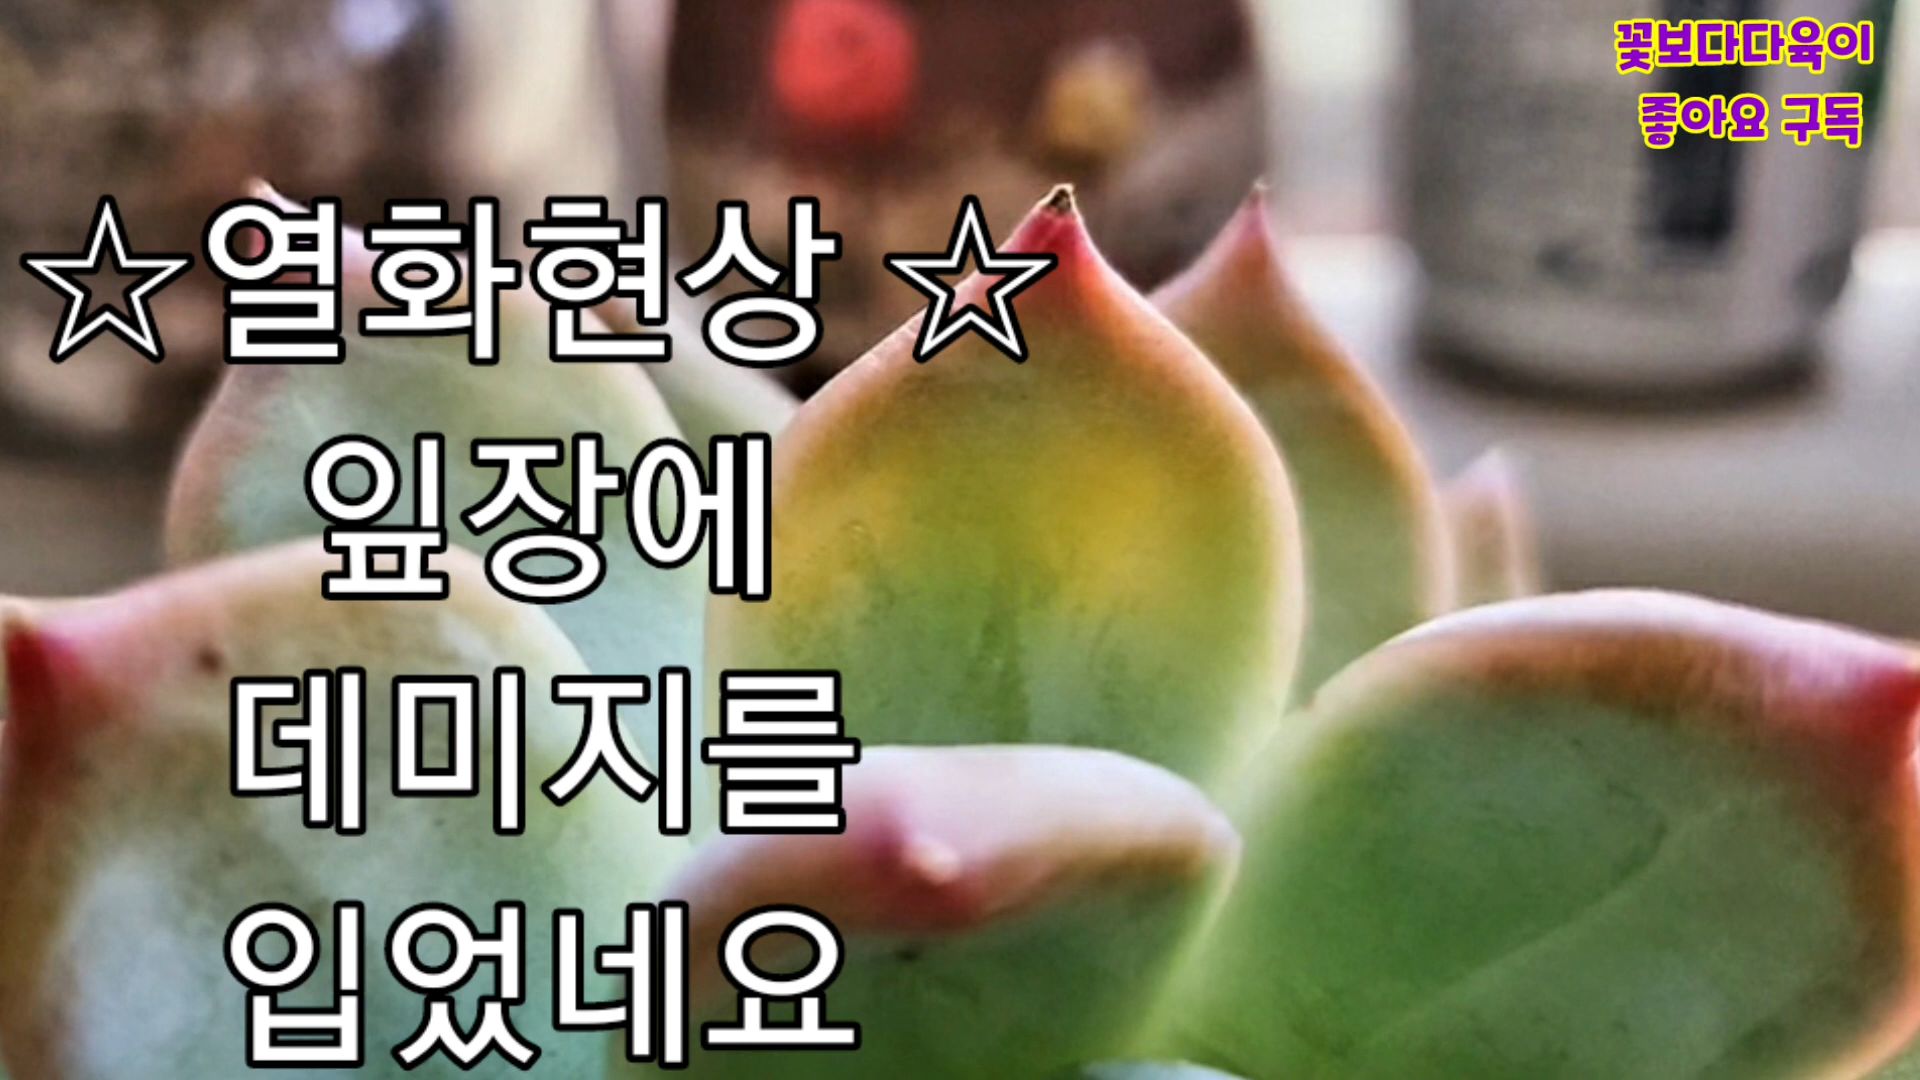 꽃보다다육이
좋아요 구독
☆열화현상 ☆
잎장에
데미지를
입었네요